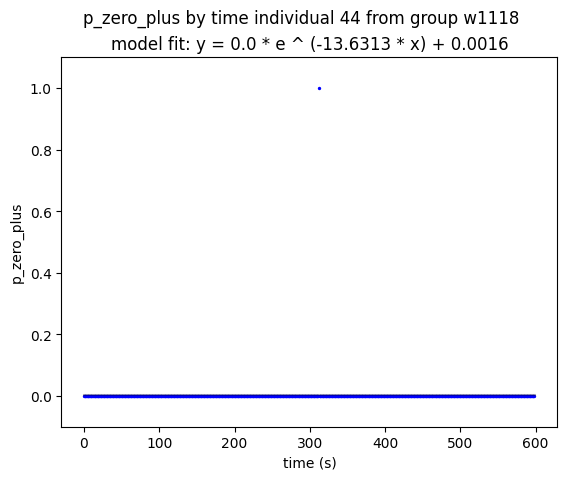 p_zero_plus by time individual 44 from group w1118
model fit: y = 0.0 * e ^ (-13.6313 * x) + 0.0016
1.0
0.8
0.6
0.4
0.2
0.0
p_zero_plus
0 100 200 300 400 500 600
time (s)